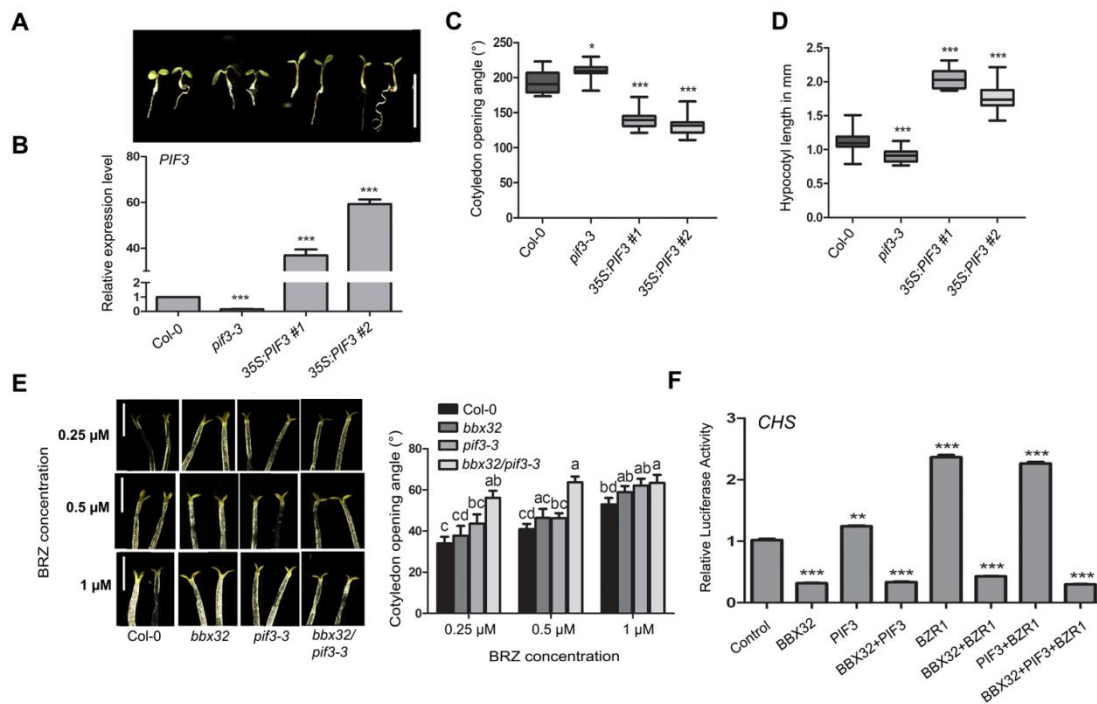 A
B
PIF3
Relative expression level
80
60
40
20
2
1
0
Col-0
pif3-3
35S:PIF3 #1
35S:PIF3 #2
***
***
***
C
Cotyledon opening angle (°)
250
200
150
100
50
0
*
***
***
Col-0
pif3-3
35S:PIF3 #1
35S:PIF3 #2
D
Hypocotyl length in mm
2.5
2.0
1.5
1.0
0.5
0.0
***
***
***
Col-0
pif3-3
35S:PIF3 #1
35S:PIF3 #2
E
BRZ concentration
0.25 µM
0.5 µM
1 µM
Col-0
bbx32
pif3-3
bbx32/
pif3-3
Col-0
bbx32
pif3-3
bbx32/pif3-3
Cotyledon opening angle (°)
80
60
40
20
0
c cd bc ab
cd ac bc a
bd ab ab a
0.25 µM
0.5 µM
1 µM
BRZ concentration
F
CHS
Relative Luciferase Activity
3
2
1
0
***
**
***
***
***
***
***
Control
BBX32
PIF3
BBX32+PIF3
BZR1
BBX32+BZR1
PIF3+BZR1
BBX32+PIF3+BZR1